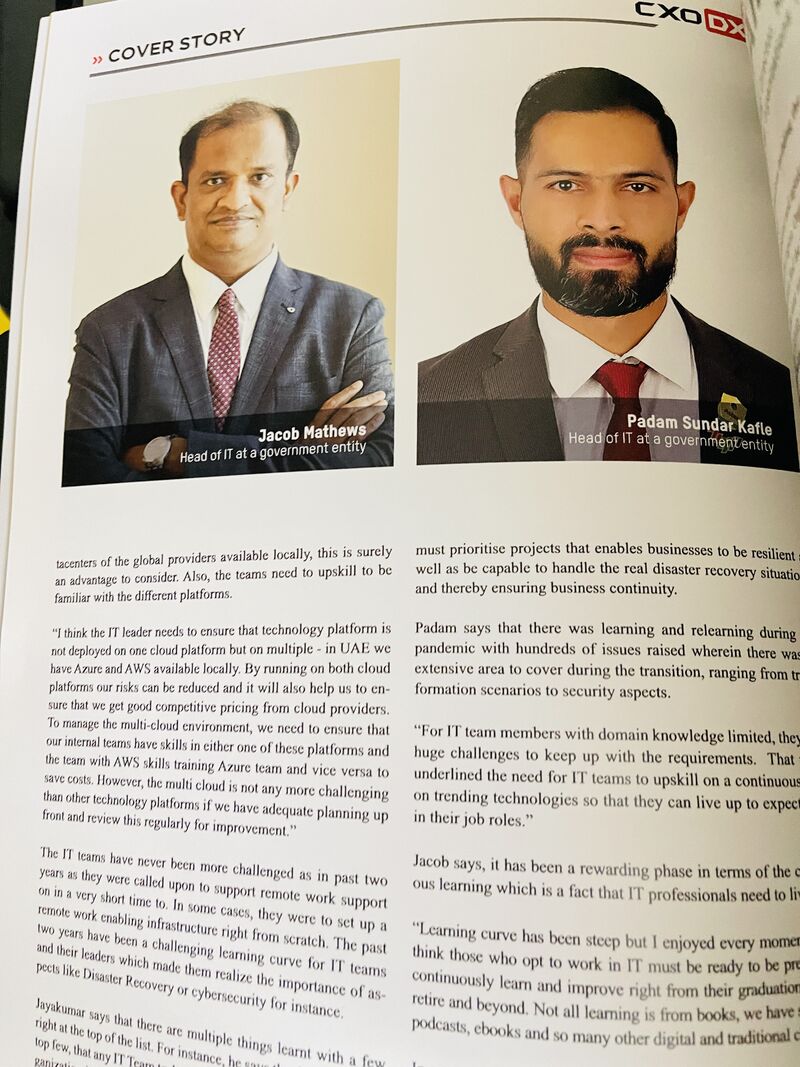 » COVER STORY
CXO DX
Jacob Mathews
Head of IT at a government entity
Padam Sundar Kafle
Head of IT at a government entity
tacenters of the global providers available locally, this is surely
an advantage to consider. Also, the teams need to upskill to be
familiar with the different platforms.
“I think the IT leader needs to ensure that technology platform is
not deployed on one cloud platform but on multiple - in UAE we
have Azure and AWS available locally. By running on both cloud
platforms our risks can be reduced and it will also help us to en-
sure that we get good competitive pricing from cloud providers.
To manage the multi-cloud environment, we need to ensure that
our internal teams have skills in either one of these platforms and
the team with AWS skills training Azure team and vice versa to
save costs. However, the multi cloud is not any more challenging
than other technology platforms if we have adequate planning up
front and review this regularly for improvement.”
The IT teams have never been more challenged as in past two
years as they were called upon to support remote work support
on in a very short time to. In some cases, they were to set up a
remote work enabling infrastructure right from scratch. The past
two years have been a challenging learning curve for IT teams
and their leaders which made them realize the importance of as-
pects like Disaster Recovery or cybersecurity for instance.
Jayakumar says that there are multiple things learnt with a few
right at the top of the list. For instance, he says
top few, that any IT
must prioritise projects that enables businesses to be resilient
well as be capable to handle the real disaster recovery situatio
and thereby ensuring business continuity.
Padam says that there was learning and relearning during
pandemic with hundreds of issues raised wherein there was
extensive area to cover during the transition, ranging from tr
formation scenarios to security aspects.
“For IT team members with domain knowledge limited, they
huge challenges to keep up with the requirements. That
underlined the need for IT teams to upskill on a continuous
on trending technologies so that they can live up to expect
in their job roles.”
Jacob says, it has been a rewarding phase in terms of the c
ous learning which is a fact that IT professionals need to liv
“Learning curve has been steep but I enjoyed every momen
think those who opt to work in IT must be ready to be pre
continuously learn and improve right from their graduation
retire and beyond. Not all learning is from books, we have
podcasts, ebooks and so many other digital and traditional c